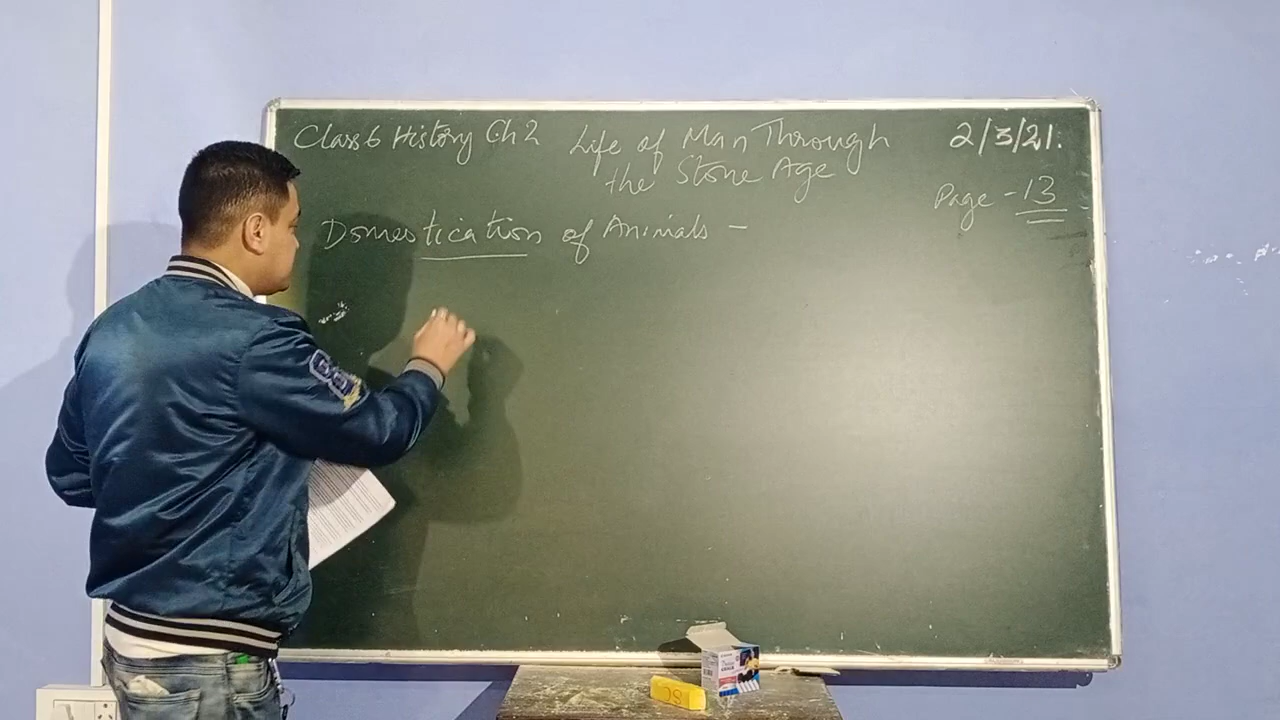 Class 6 History Ch 2 Life of Man Through the Stone Age 2/3/21.
Page - 13
Domestication of Animals -